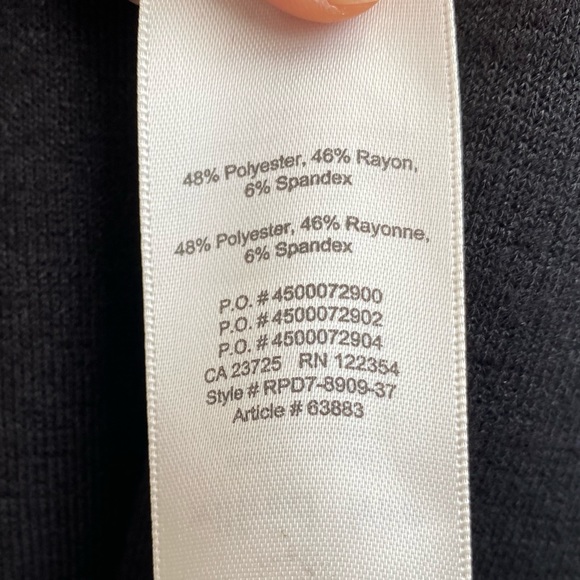 48% Polyester, 46% Rayon,
6% Spandex
48% Polyester, 46% Rayonne,
6% Spandex
P.O. # 4500072900
P.O. # 4500072902
P.O. # 4500072904
CA 23725 RN 122354
Style # RPD7-8909-37
Article # 63883